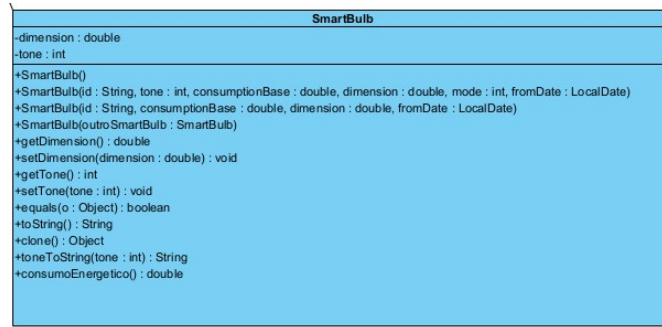 SmartBulb
-dimension : double
-tone : int
+SmartBulb()
+SmartBulb(id : String, tone : int, consumptionBase : double, dimension : double, mode : int, fromDate : LocalDate)
+SmartBulb(id : String, consumptionBase : double, dimension : double, fromDate : LocalDate)
+SmartBulb(outroSmartBulb : SmartBulb)
+getDimension() : double
+setDimension(dimension : double) : void
+getTone() : int
+setTone(tone : int) : void
+equals(o : Object) : boolean
+toString() : String
+clone() : Object
+toneToString(tone : int) : String
+consumoEnergetico() : double